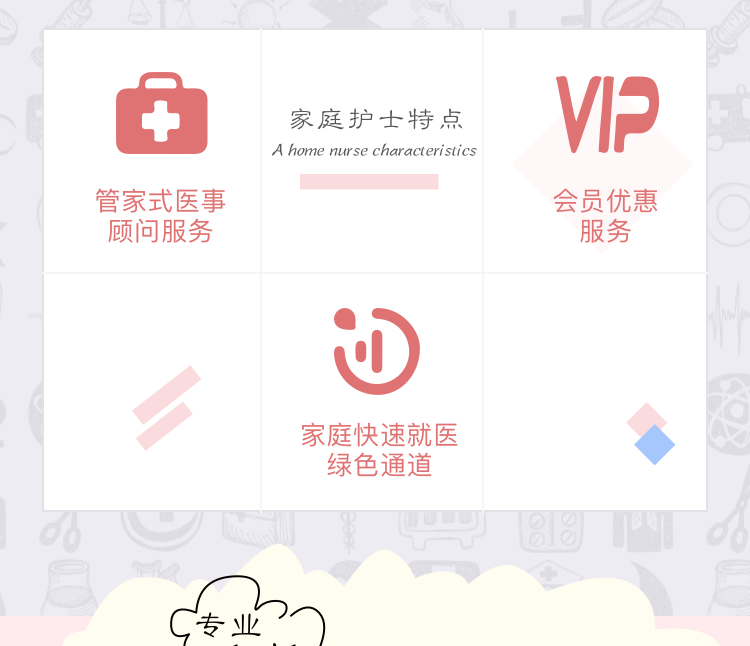 家庭护士特点
A home nurse characteristics
管家式医事
顾问服务
VIP
会员优惠
服务
家庭快速就医
绿色通道
专业